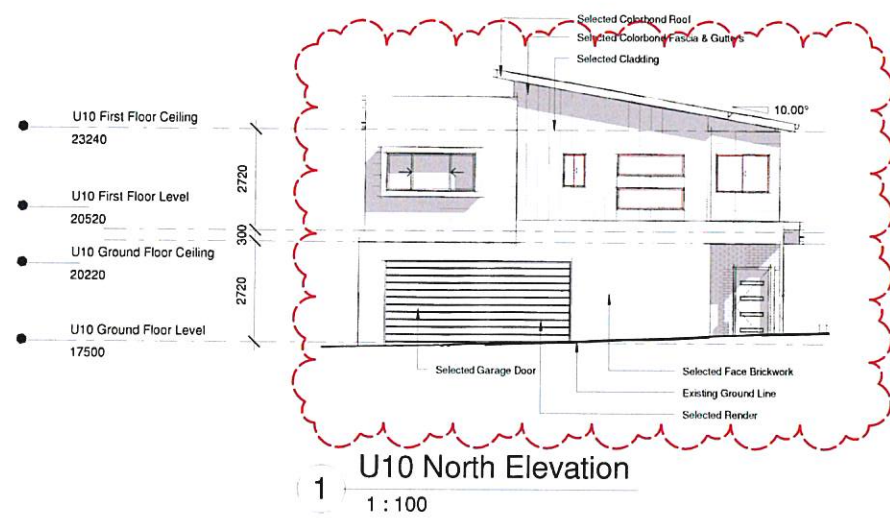 Selected Colorbond Roof
Selected Colorbond Fascia & Gutters
Selected Cladding
10.00°
U10 First Floor Ceiling
23240
2720
U10 First Floor Level
20520
300
U10 Ground Floor Ceiling
20220
2720
U10 Ground Floor Level
17500
Selected Garage Door
Selected Face Brickwork
Existing Ground Line
Selected Render
1
U10 North Elevation
1 : 100